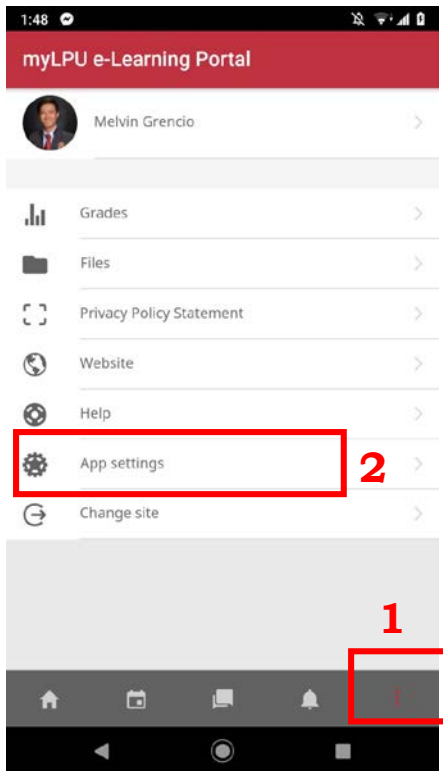 1:48
myLPU e-Learning Portal
Melvin Grencio
Grades
Files
Privacy Policy Statement
Website
Help
App settings
2
Change site
1